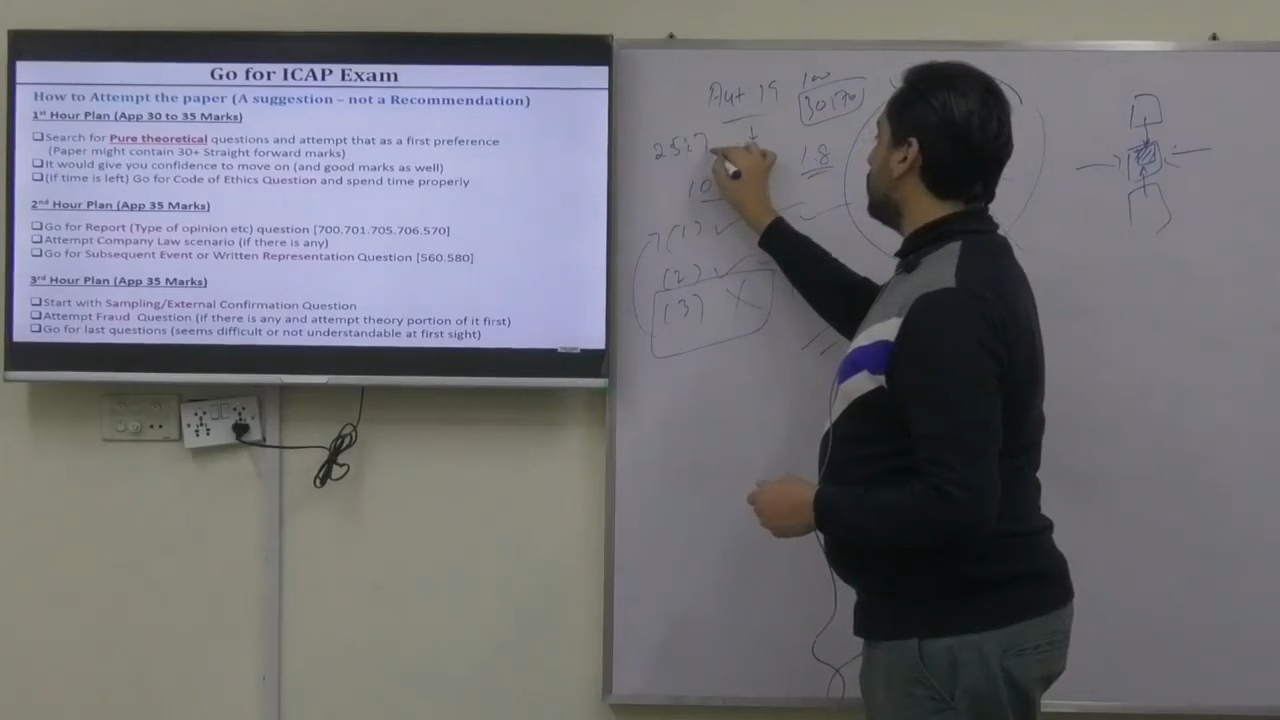 Go for ICAP Exam
How to Attempt the paper (A suggestion – not a Recommendation)
1st Hour Plan (App 30 to 35 Marks)
Search for Pure theoretical questions and attempt that as a first preference
(Paper might contain 30+ Straight forward marks)
It would give you confidence to move on (and good marks as well)
(If time is left) Go for Code of Ethics Question and spend time properly
2nd Hour Plan (App 35 Marks)
Go for Report (Type of opinion etc) question [700.701.705.706.570]
Attempt Company Law scenario (if there is any)
Go for Subsequent Event or Written Representation Question [560.580]
3rd Hour Plan (App 35 Marks)
Start with Sampling/External Confirmation Question
Attempt Fraud Question (if there is any and attempt theory portion of it first)
Go for last questions (seems difficult or not understandable at first sight)
Aut 19
100
30/70
1.8
10
(1)
(2)
(3)